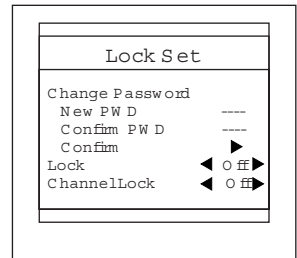 Lock Set
Change Password
New PWD ----
Confirm PWD ----
Confirm ▶
Lock ◀ Off ▶
ChannelLock ◀ Off ▶